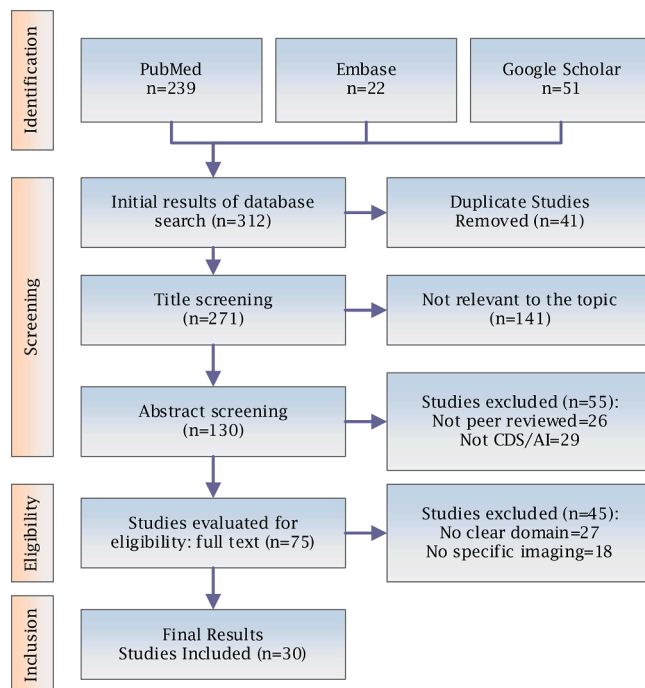 Identification
PubMed
n=239
Embase
n=22
Google Scholar
n=51
Screening
Initial results of database
search (n=312)
Duplicate Studies
Removed (n=41)
Title screening
(n=271)
Not relevant to the topic
(n=141)
Abstract screening
(n=130)
Studies excluded (n=55):
Not peer reviewed=26
Not CDS/AI=29
Eligibility
Studies evaluated for
eligibility: full text (n=75)
Studies excluded (n=45):
No clear domain=27
No specific imaging=18
Inclusion
Final Results
Studies Included (n=30)